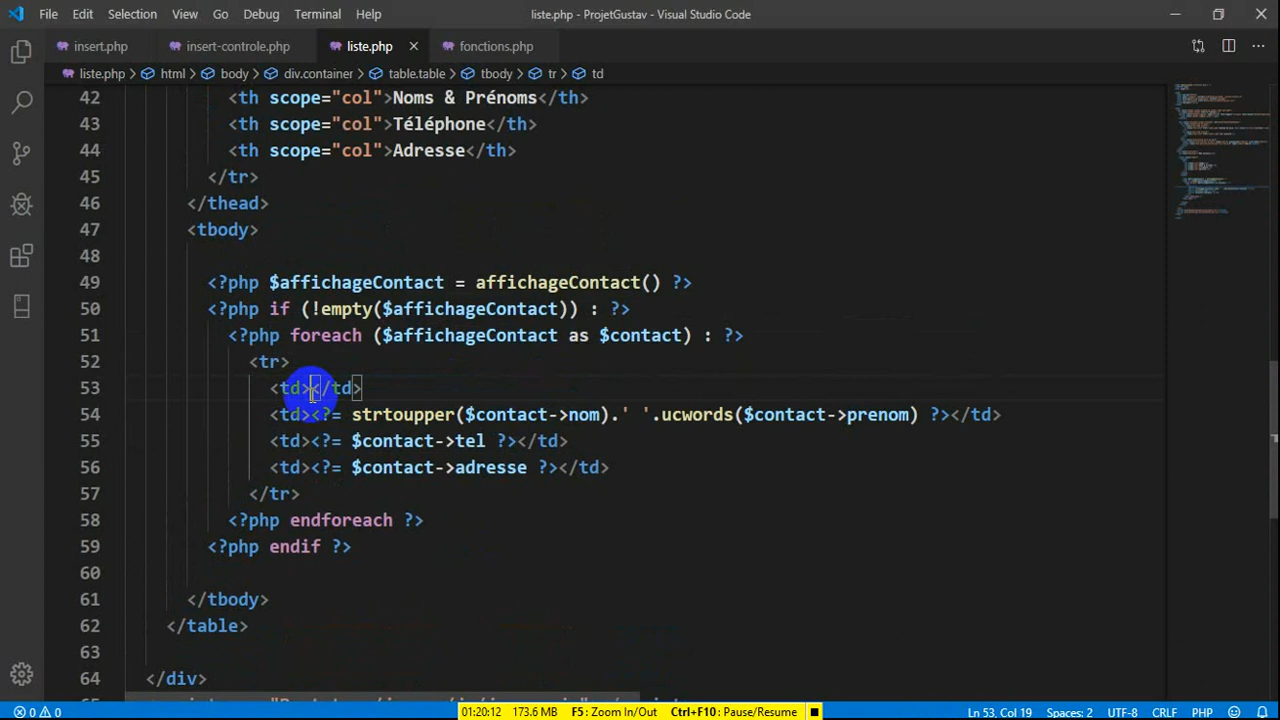 File Edit Selection View Go Debug Terminal Help liste.php - ProjetGustav - Visual Studio Code
insert.php insert-controle.php liste.php × fonctions.php
liste.php html body div.container table.table tbody tr td
42 <th scope="col">Noms & Prénoms</th>
43 <th scope="col">Téléphone</th>
44 <th scope="col">Adresse</th>
45 </tr>
46 </thead>
47 <tbody>
48
49 <?php $affichageContact = affichageContact() ?>
50 <?php if (!empty($affichageContact)) : ?>
51 <?php foreach ($affichageContact as $contact) : ?>
52 <tr>
53 <td></td>
54 <td><?= strtoupper($contact->nom).' '.ucwords($contact->prenom) ?></td>
55 <td><?= $contact->tel ?></td>
56 <td><?= $contact->adresse ?></td>
57 </tr>
58 <?php endforeach ?>
59 <?php endif ?>
60
61 </tbody>
62 </table>
63
64 </div>
0 0 01:20:12 173.6 MB F5: Zoom In/Out Ctrl+F10: Pause/Resume Ln 53, Col 19 Spaces: 2 UTF-8 CRLF PHP